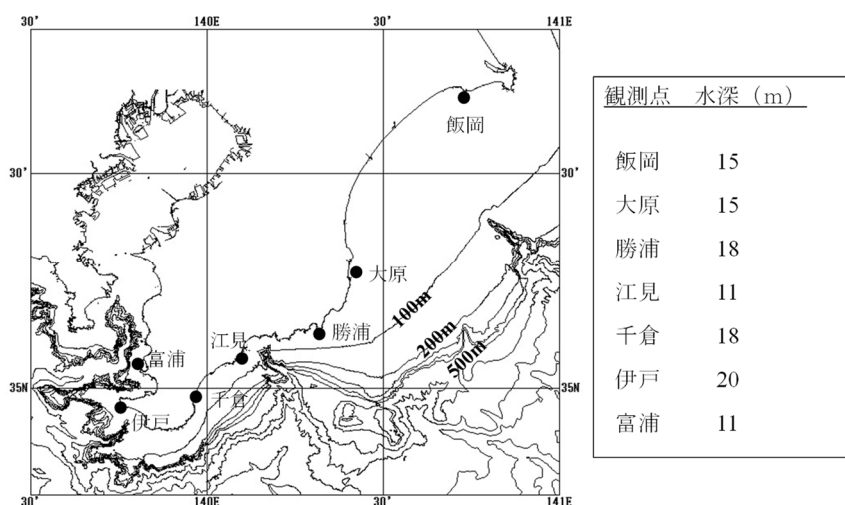 30'
140E
30'
141E
飯岡
30'
30'
大原
100m
勝浦
200m
江見
500m
富浦
35N
35N
千倉
伊戸
30'
140E
30'
141E
観測点 水深(m)
飯岡 15
大原 15
勝浦 18
江見 11
千倉 18
伊戸 20
富浦 11